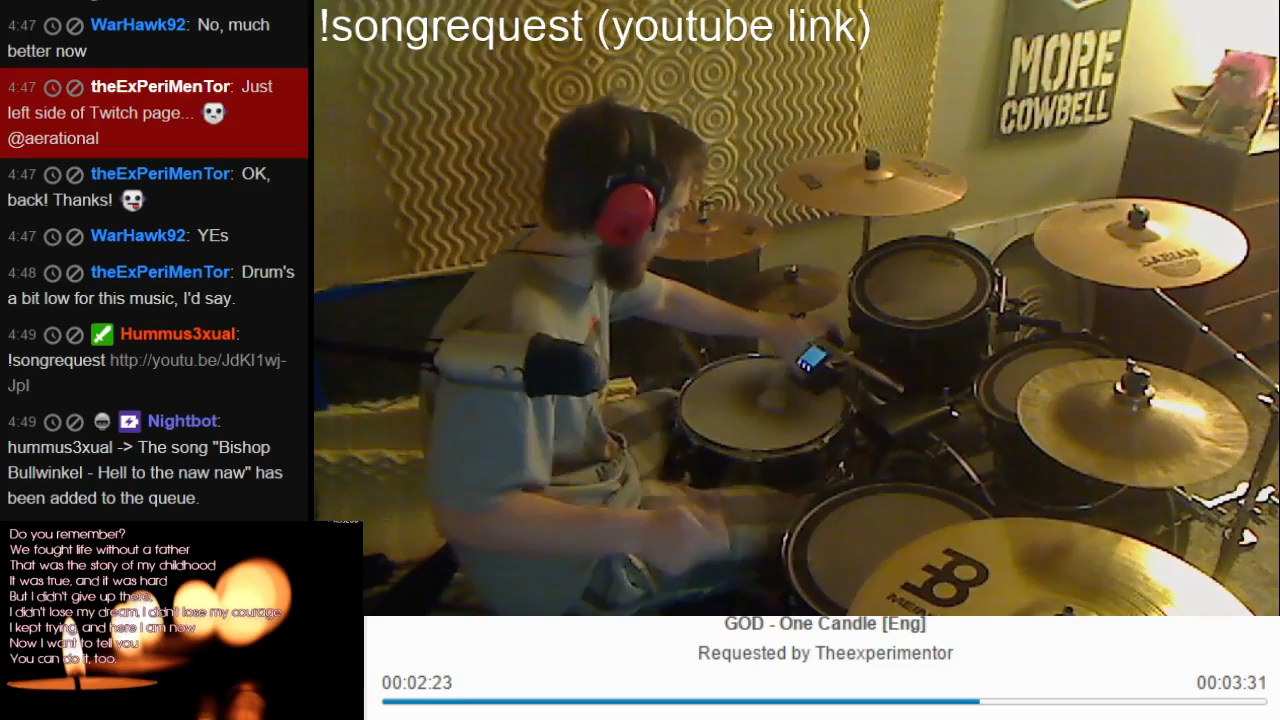 !songrequest (youtube link)
4:47 WarHawk92: No, much
better now
4:47 theExPeriMenTor: Just
left side of Twitch page...
@aerational
4:47 theExPeriMenTor: OK,
back! Thanks!
4:47 WarHawk92: YEs
4:48 theExPeriMenTor: Drum's
a bit low for this music, I'd say.
4:49 Hummus3xual:
!songrequest http://youtu.be/JdKI1wj-
JpI
4:49 Nightbot:
hummus3xual -> The song "Bishop
Bullwinkel - Hell to the naw naw" has
been added to the queue.
MORE
COWBELL
SABIAN
MEINL
Do you remember?
We fought life without a father
That was the story of my childhood
It was true, and it was hard
But I didn't give up there,
I didn't lose my dream, I didn't lose my courage
I kept trying, and here I am now
Now I want to tell you
You can do it, too.
GOD - One Candle [Eng]
Requested by Theexperimentor
00:02:23
00:03:31